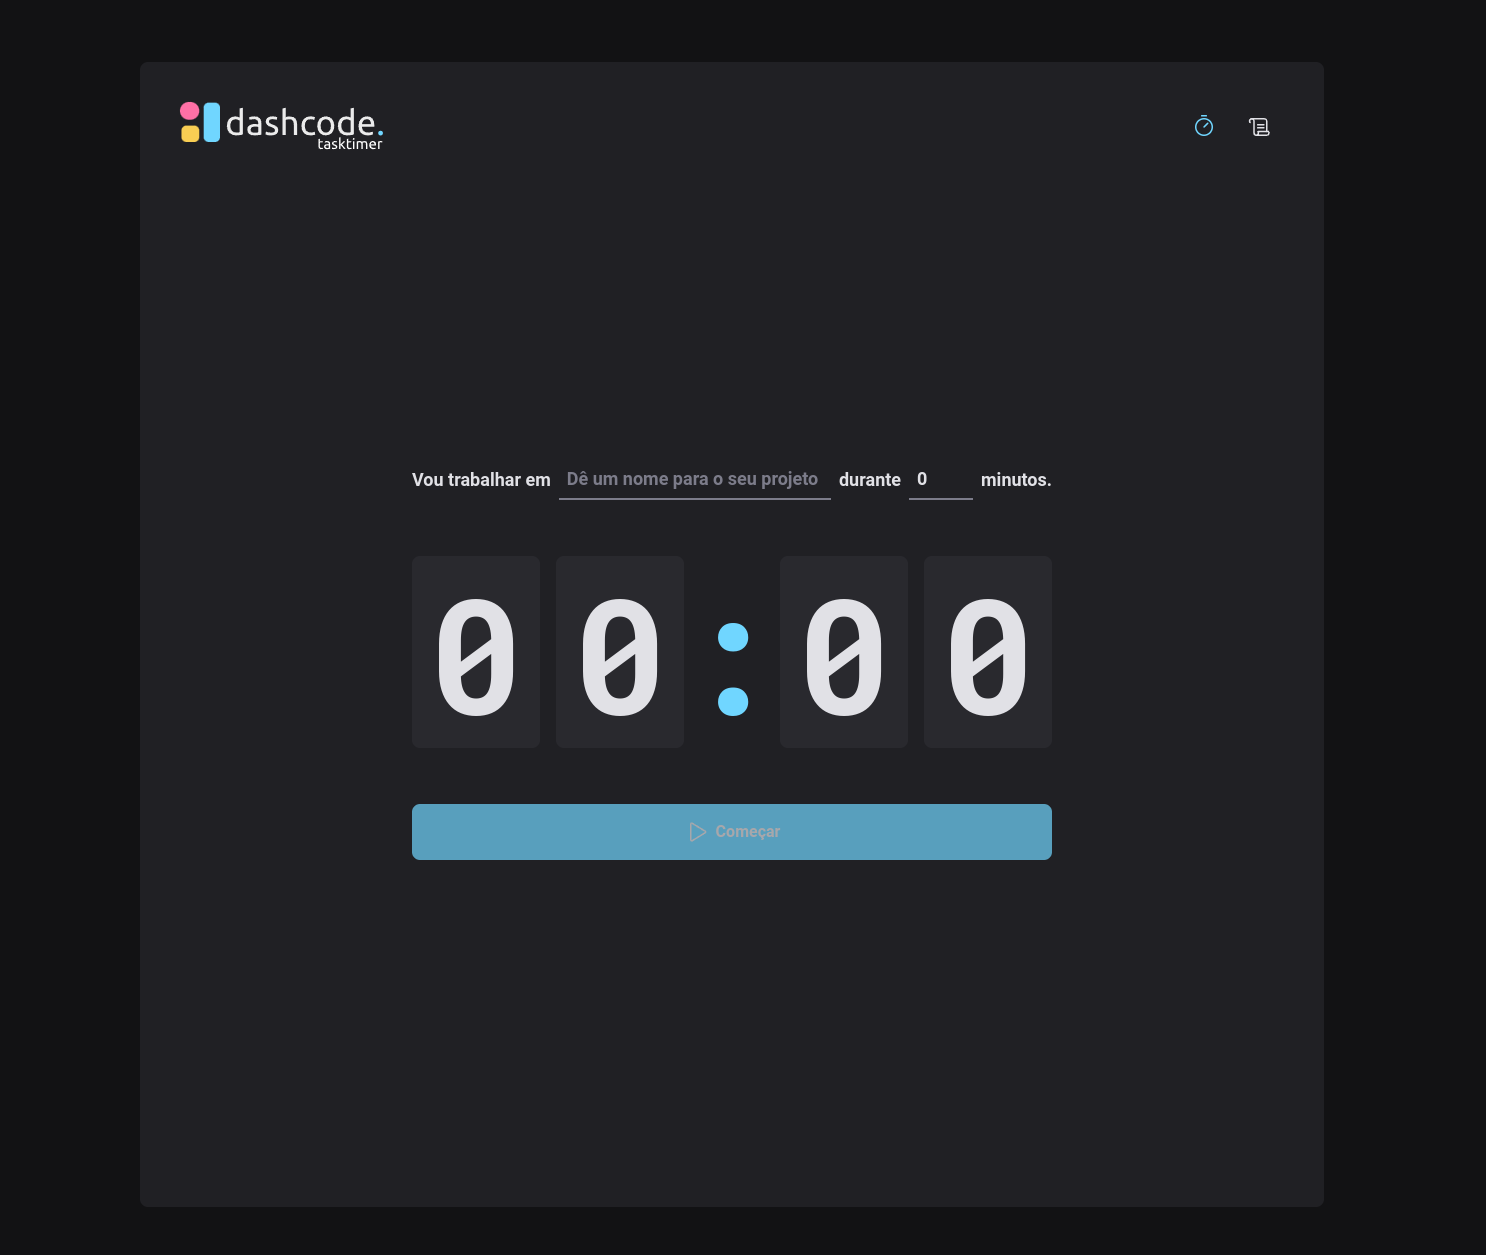 dashcode.
tasktimer
Vou trabalhar em Dê um nome para o seu projeto durante 0 minutos.
00:00
Começar